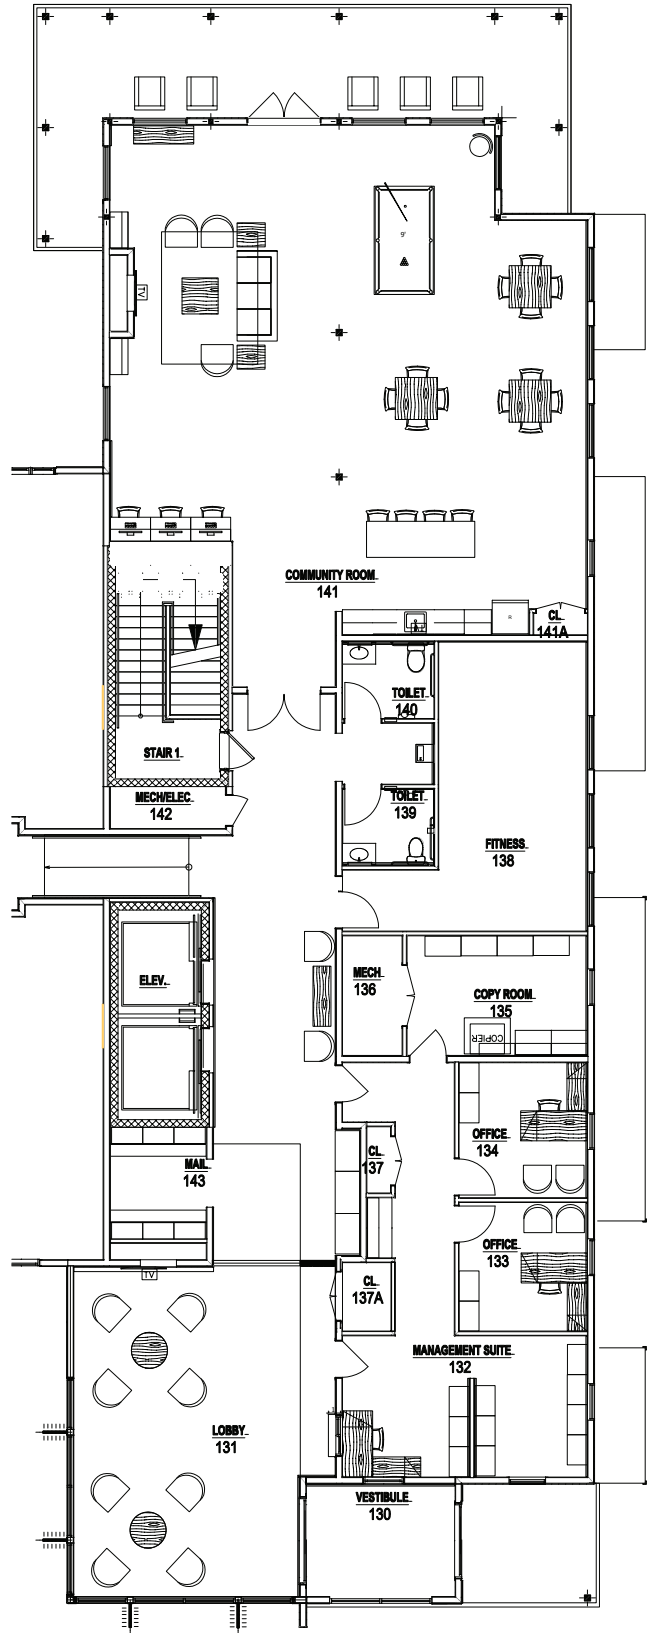 TV
9'
COMMUNITY ROOM
141
R
CL
141A
TOILET
140
STAIR 1
MECH/ELEC
142
TOILET
139
FITNESS
138
ELEV.
MECH
136
COPY ROOM
135
COPIER
OFFICE
134
CL
137
MAIL
143
OFFICE
133
TV
CL
137A
MANAGEMENT SUITE
132
LOBBY
131
VESTIBULE
130